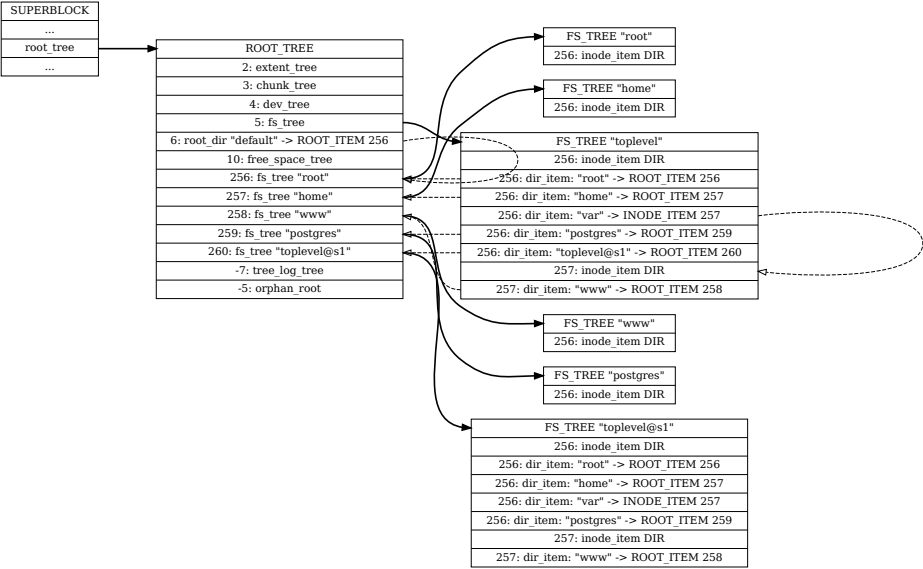 SUPERBLOCK
...
root_tree
...
ROOT_TREE
2: extent_tree
3: chunk_tree
4: dev_tree
5: fs_tree
6: root_dir "default" -> ROOT_ITEM 256
10: free_space_tree
256: fs_tree "root"
257: fs_tree "home"
258: fs_tree "www"
259: fs_tree "postgres"
260: fs_tree "toplevel@s1"
-7: tree_log_tree
-5: orphan_root
FS_TREE "root"
256: inode_item DIR
FS_TREE "home"
256: inode_item DIR
FS_TREE "toplevel"
256: inode_item DIR
256: dir_item: "root" -> ROOT_ITEM 256
256: dir_item: "home" -> ROOT_ITEM 257
256: dir_item: "var" -> INODE_ITEM 257
256: dir_item: "postgres" -> ROOT_ITEM 259
256: dir_item: "toplevel@s1" -> ROOT_ITEM 260
257: inode_item DIR
257: dir_item: "www" -> ROOT_ITEM 258
FS_TREE "www"
256: inode_item DIR
FS_TREE "postgres"
256: inode_item DIR
FS_TREE "toplevel@s1"
256: inode_item DIR
256: dir_item: "root" -> ROOT_ITEM 256
256: dir_item: "home" -> ROOT_ITEM 257
256: dir_item: "var" -> INODE_ITEM 257
256: dir_item: "postgres" -> ROOT_ITEM 259
257: inode_item DIR
257: dir_item: "www" -> ROOT_ITEM 258